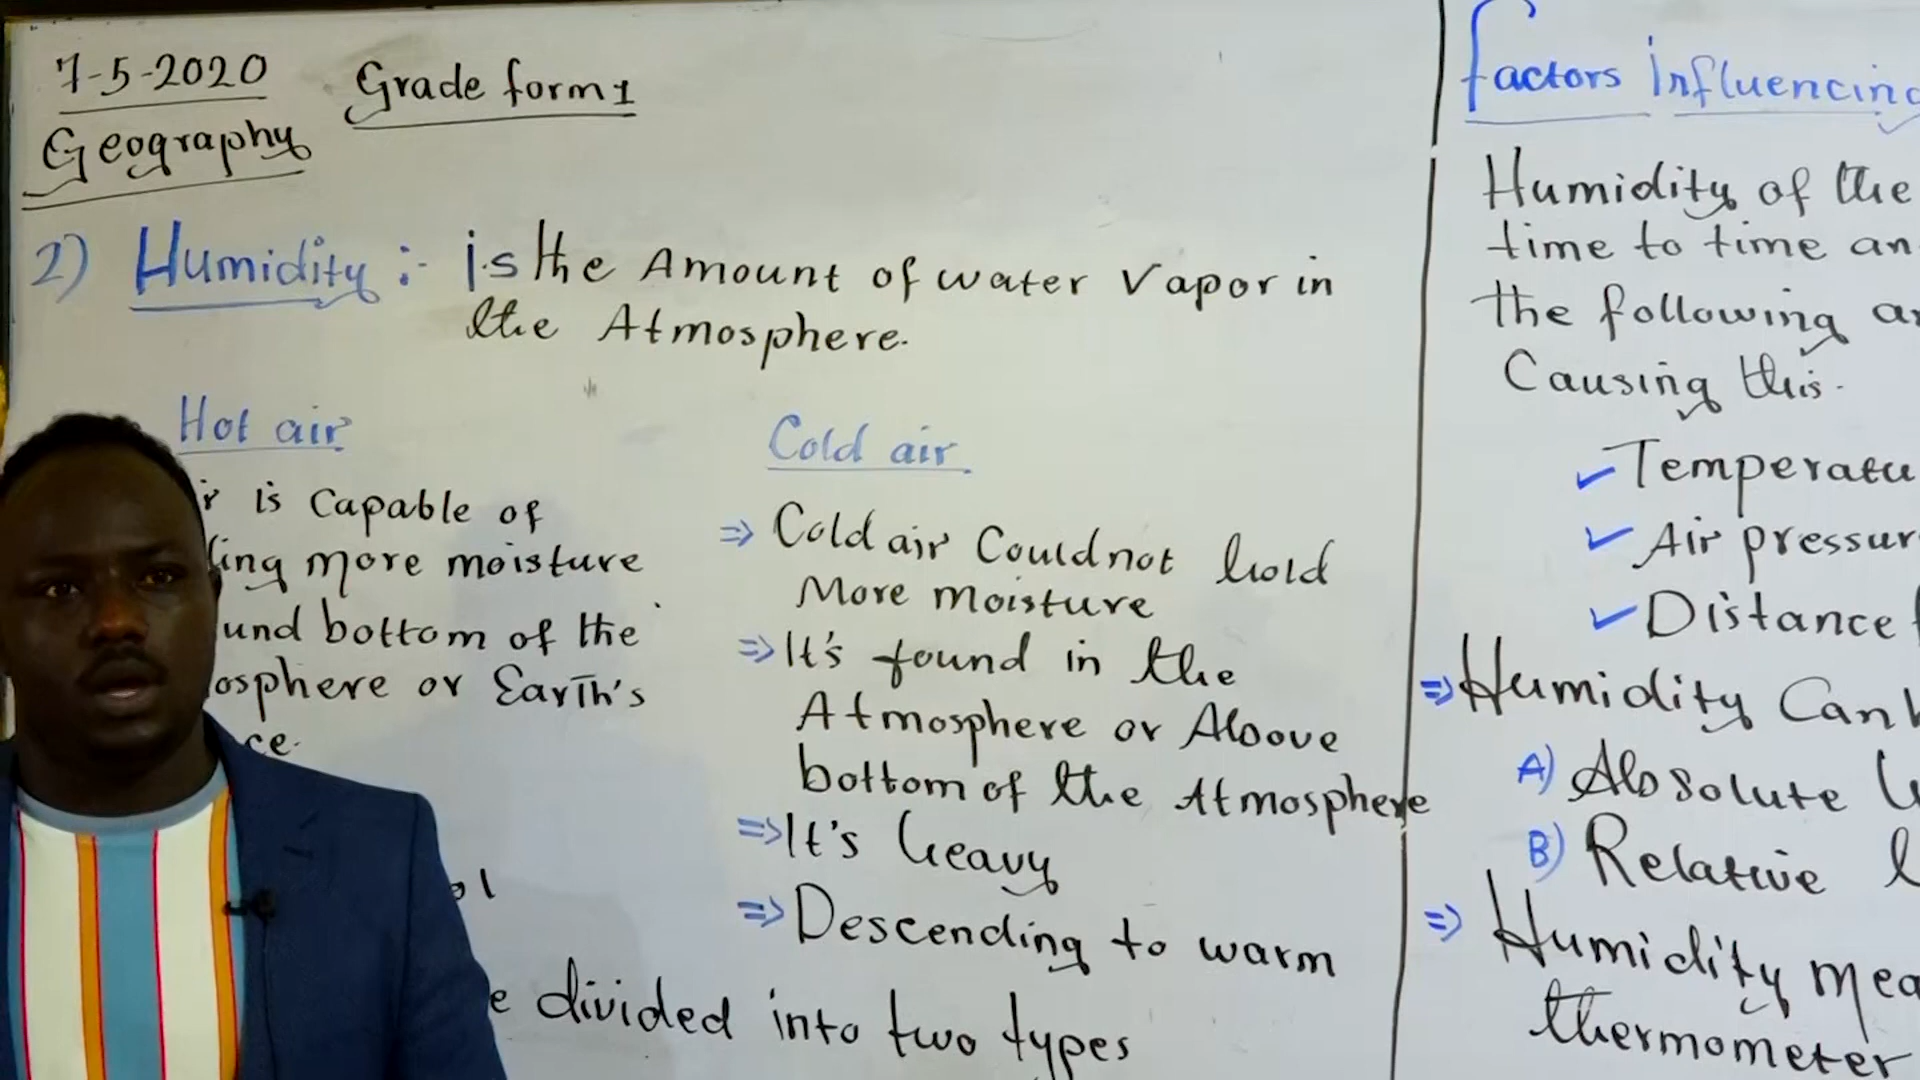 7-5-2020
Grade form 1
Geography
2) Humidity :- is the Amount of water vapor in
the Atmosphere.
Hot air
is Capable of
more moisture
bottom of the
or Earth's
divided into two types
Cold air
⇒ Cold air Could not hold
More moisture
⇒ It's found in the
Atmosphere or Above
bottom of the Atmosphere
⇒ It's heavy
⇒ Descending to warm
factors influencing
Humidity of the
time to time an
the following a
Causing this.
✓ Temperatu
✓ Air pressur
✓ Distance
⇒ Humidity Can
A) Absolute
B) Relative
⇒ Humidity mea
thermometer